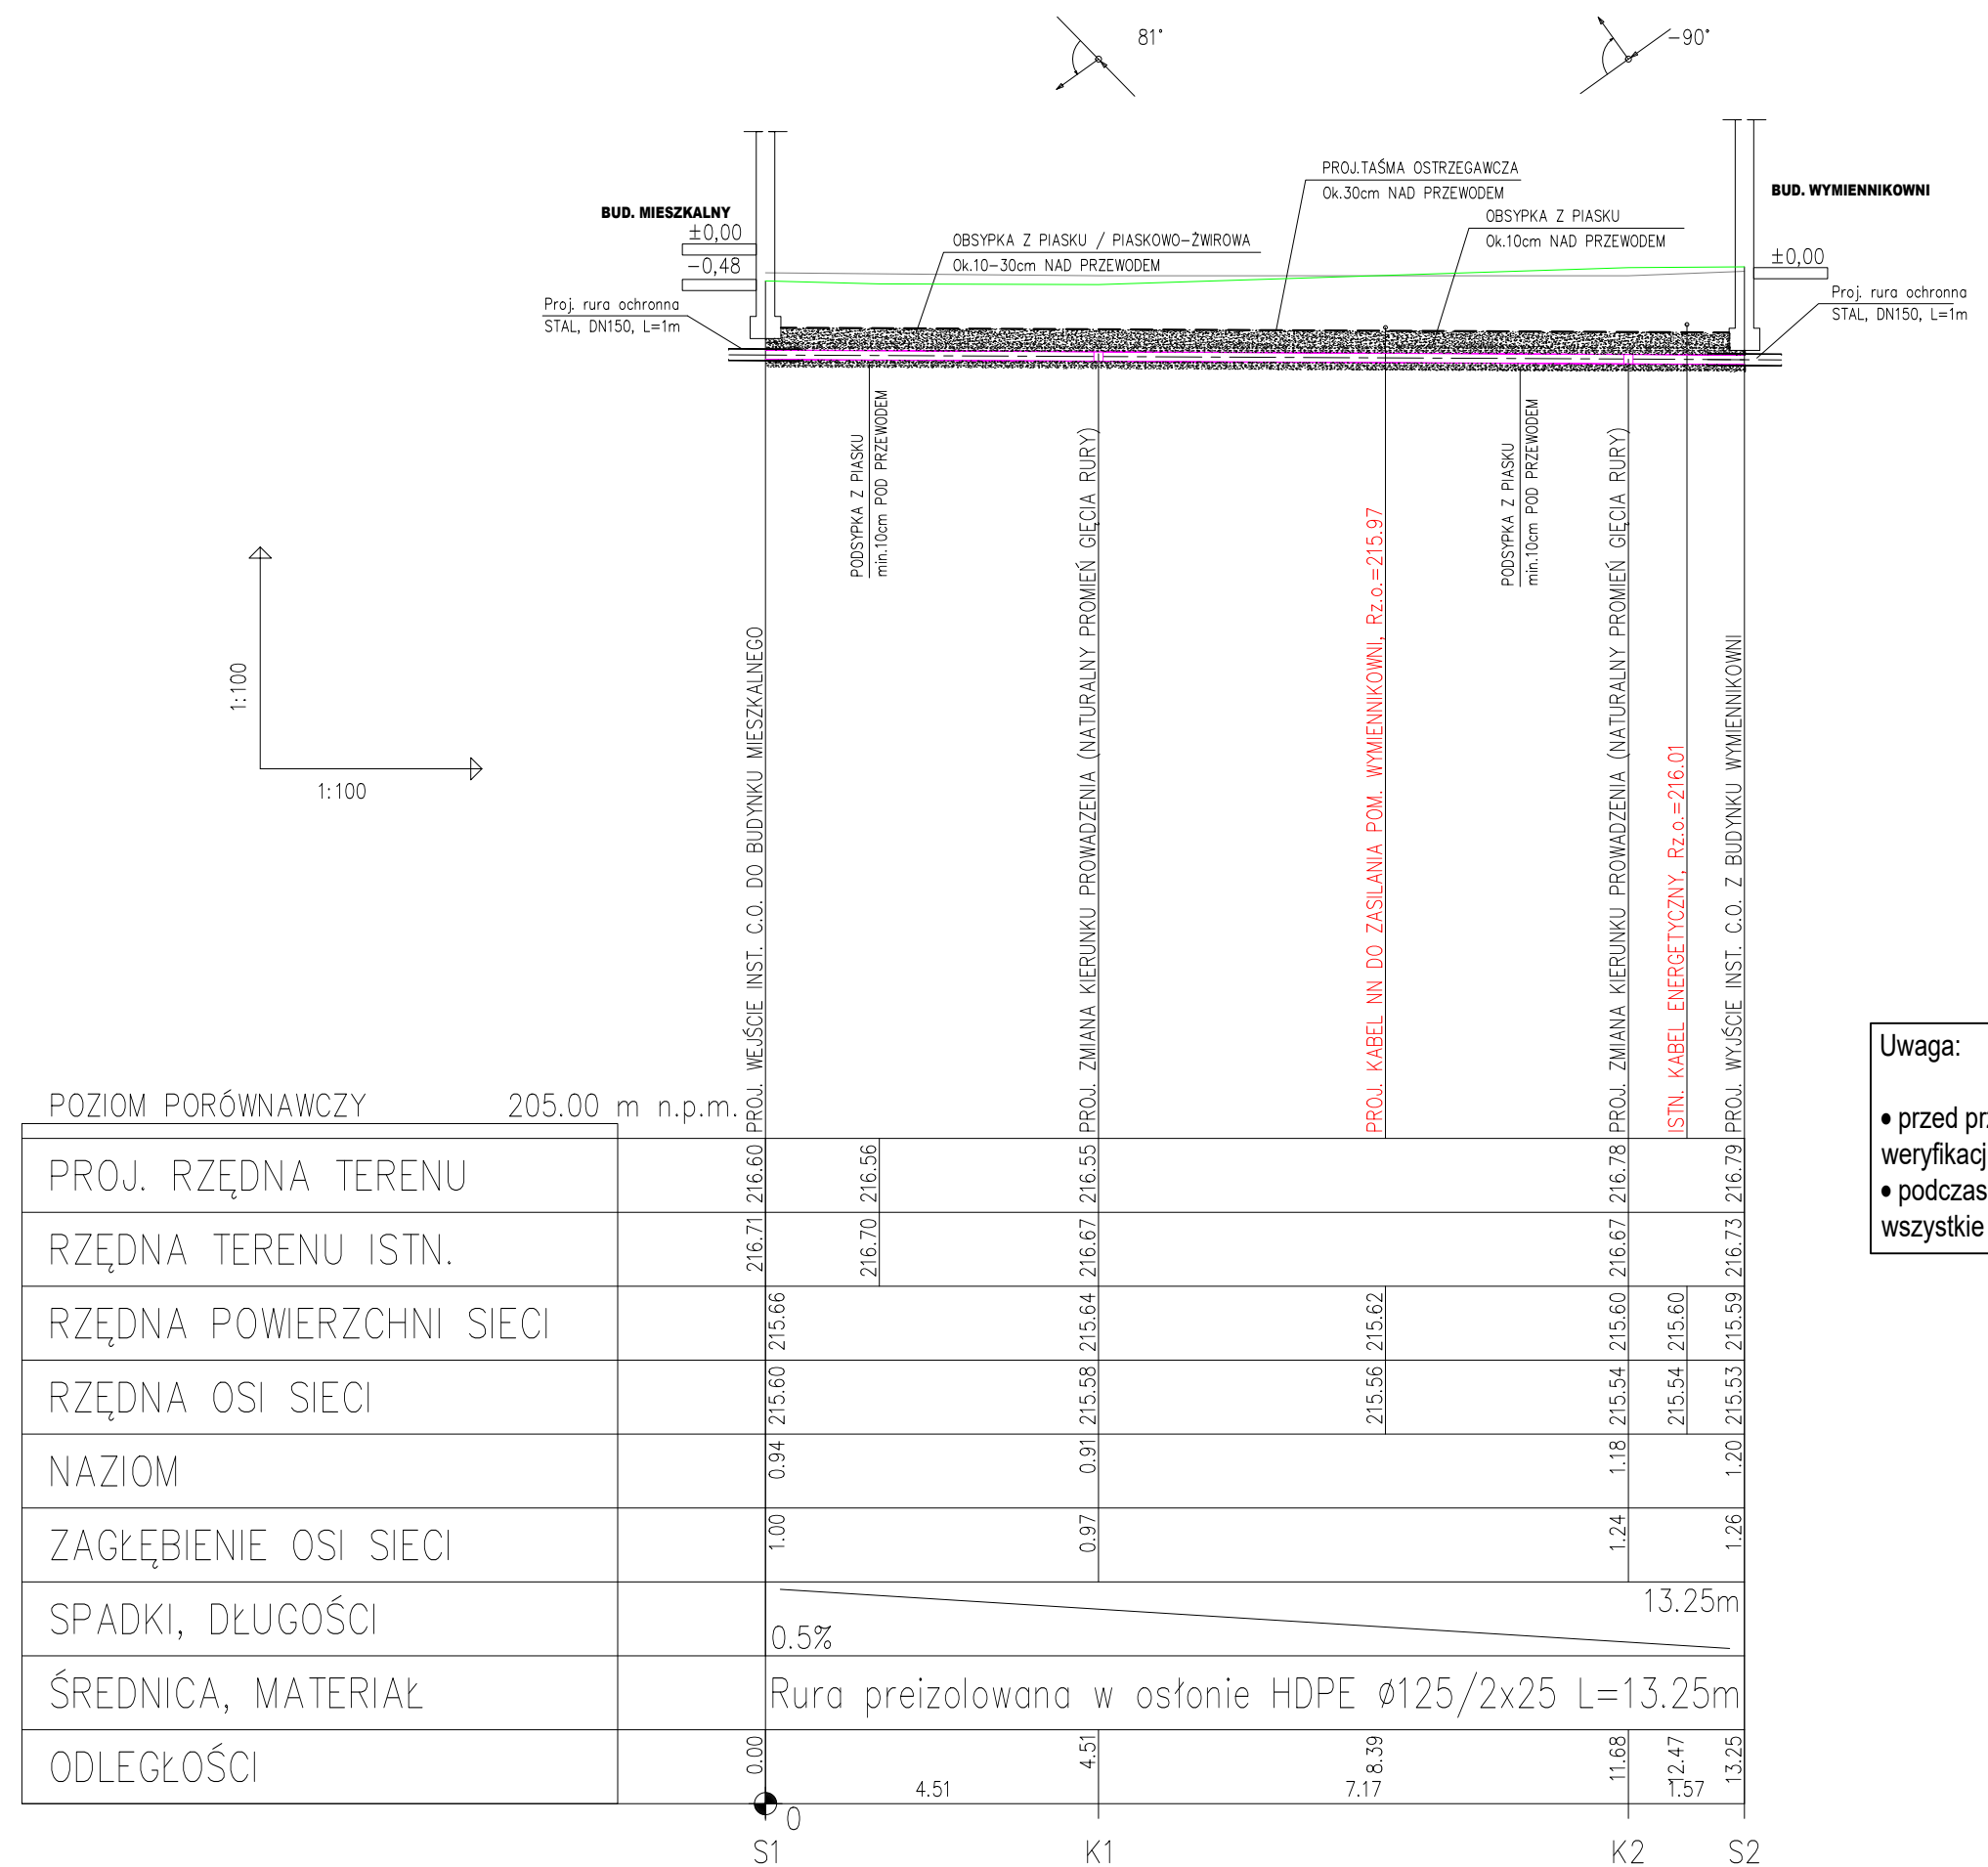 81°
-90°
PROJ.TAŚMA OSTRZEGAWCZA
Ok.30cm NAD PRZEWODEM
BUD. WYMIENNIKOWNI
BUD. MIESZKALNY
±0,00
-0,48
OBSYPKA Z PIASKU / PIASKOWO-ŻWIROWA
Ok.10-30cm NAD PRZEWODEM
OBSYPKA Z PIASKU
Ok.10cm NAD PRZEWODEM
±0,00
Proj. rura ochronna
STAL, DN150, L=1m
Proj. rura ochronna
STAL, DN150, L=1m
PODSYPKA Z PIASKU
min.10cm POD PRZEWODEM
PODSYPKA Z PIASKU
min.10cm POD PRZEWODEM
1:100
1:100
PROJ. WEJŚCIE INST. C.O. DO BUDYNKU MIESZKALNEGO
PROJ. ZMIANA KIERUNKU PROWADZENIA (NATURALNY PROMIEŃ GIĘCIA RURY)
PROJ. KABEL NN DO ZASILANIA POM. WYMIENNIKOWNI, Rz.o.=215.97
PROJ. ZMIANA KIERUNKU PROWADZENIA (NATURALNY PROMIEŃ GIĘCIA RURY)
ISTN. KABEL ENERGETYCZNY, Rz.o.=216.01
PROJ. WYJŚCIE INST. C.O. Z BUDYNKU WYMIENNIKOWNI
Uwaga:
• przed prz
weryfikacj
• podczas
wszystkie
POZIOM PORÓWNAWCZY 205.00 m n.p.m.
PROJ. RZĘDNA TERENU 216.60 216.56 216.55 216.78 216.79
RZĘDNA TERENU ISTN. 216.71 216.70 216.67 216.67 216.73
RZĘDNA POWIERZCHNI SIECI 215.66 215.64 215.62 215.60 215.60 215.59
RZĘDNA OSI SIECI 215.60 215.58 215.56 215.54 215.54 215.53
NAZIOM 0.94 0.91 1.18 1.20
ZAGŁĘBIENIE OSI SIECI 1.00 0.97 1.24 1.26
SPADKI, DŁUGOŚCI 0.5% 13.25m
ŚREDNICA, MATERIAŁ Rura preizolowana w osłonie HDPE Ø125/2x25 L=13.25m
ODLEGŁOŚCI 0.00 4.51 8.39 11.68 12.47 13.25
4.51 7.17 1.57
0
S1 K1 K2 S2